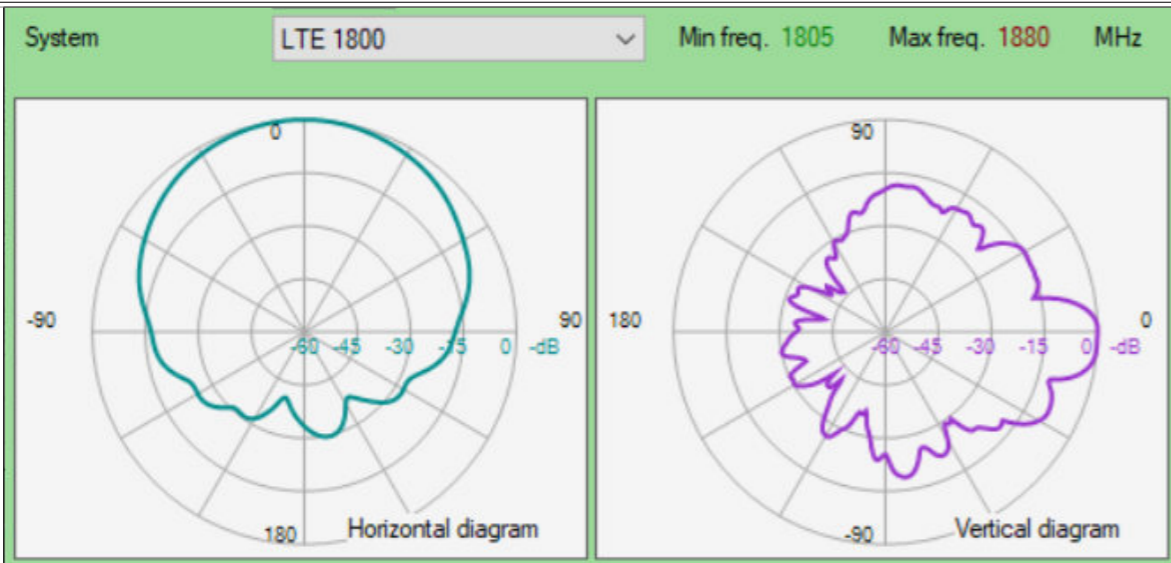 System LTE 1800 Min freq. 1805 Max freq. 1880 MHz
0
-90 90
-60 -45 -30 -15 0 -dB
180 Horizontal diagram
90
180 0
-60 -45 -30 -15 0 -dB
-90 Vertical diagram